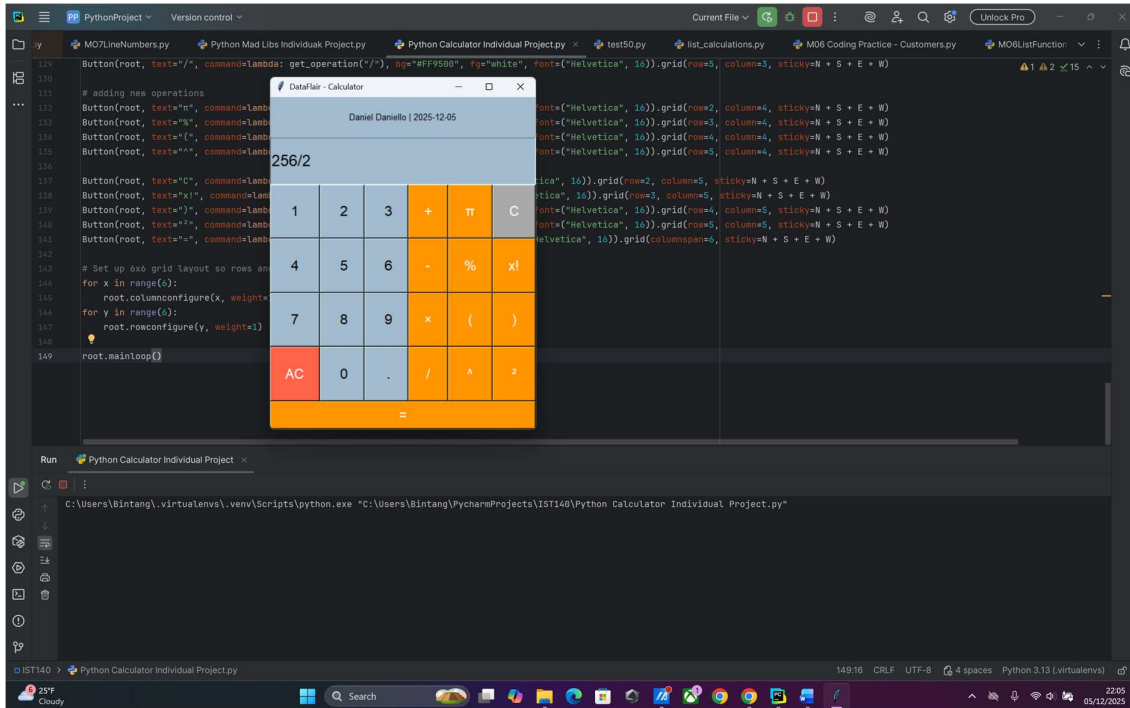 PP PythonProject Version control Current File Unlock Pro
py MO7LineNumbers.py Python Mad Libs Individuak Project.py Python Calculator Individual Project.py test50.py list_calculations.py M06 Coding Practice - Customers.py MO6ListFunction
129 Button(root, text="/", command=lambda: get_operation("/"), bg="#FF9500", fg="white", font=("Helvetica", 16)).grid(row=5, column=3, sticky=N + S + E + W) 1 2 15
130
131 # adding new operations
132 Button(root, text="π", command=lamb font=("Helvetica", 16)).grid(row=2, column=4, sticky=N + S + E + W)
133 Button(root, text="%", command=lamb font=("Helvetica", 16)).grid(row=3, column=4, sticky=N + S + E + W)
134 Button(root, text="(", command=lamb font=("Helvetica", 16)).grid(row=4, column=4, sticky=N + S + E + W)
135 Button(root, text="^", command=lamb font=("Helvetica", 16)).grid(row=5, column=4, sticky=N + S + E + W)
136
137 Button(root, text="C", command=lamb tica", 16)).grid(row=2, column=5, sticky=N + S + E + W)
138 Button(root, text="x!", command=lam etica", 16)).grid(row=3, column=5, sticky=N + S + E + W)
139 Button(root, text=")", command=lamb font=("Helvetica", 16)).grid(row=4, column=5, sticky=N + S + E + W)
140 Button(root, text="²", command=lamb font=("Helvetica", 16)).grid(row=5, column=5, sticky=N + S + E + W)
141 Button(root, text="=", command=lamb Helvetica", 16)).grid(columnspan=6, sticky=N + S + E + W)
142
143 # Set up 6x6 grid layout so rows an
144 for x in range(6):
145 root.columnconfigure(x, weight=
146 for y in range(6):
147 root.rowconfigure(y, weight=1)
148
149 root.mainloop()
DataFlair - Calculator
Daniel Daniello | 2025-12-05
256/2
1 2 3 + π C
4 5 6 - % x!
7 8 9 × ( )
AC 0 . / ^ ²
=
Run Python Calculator Individual Project
C:\Users\Bintang\.virtualenvs\.venv\Scripts\python.exe "C:\Users\Bintang\PycharmProjects\IST140\Python Calculator Individual Project.py"
IST140 > Python Calculator Individual Project.py 149:16 CRLF UTF-8 4 spaces Python 3.13 (.virtualenvs)
6 25°F
Cloudy
Search
22:05
05/12/2025